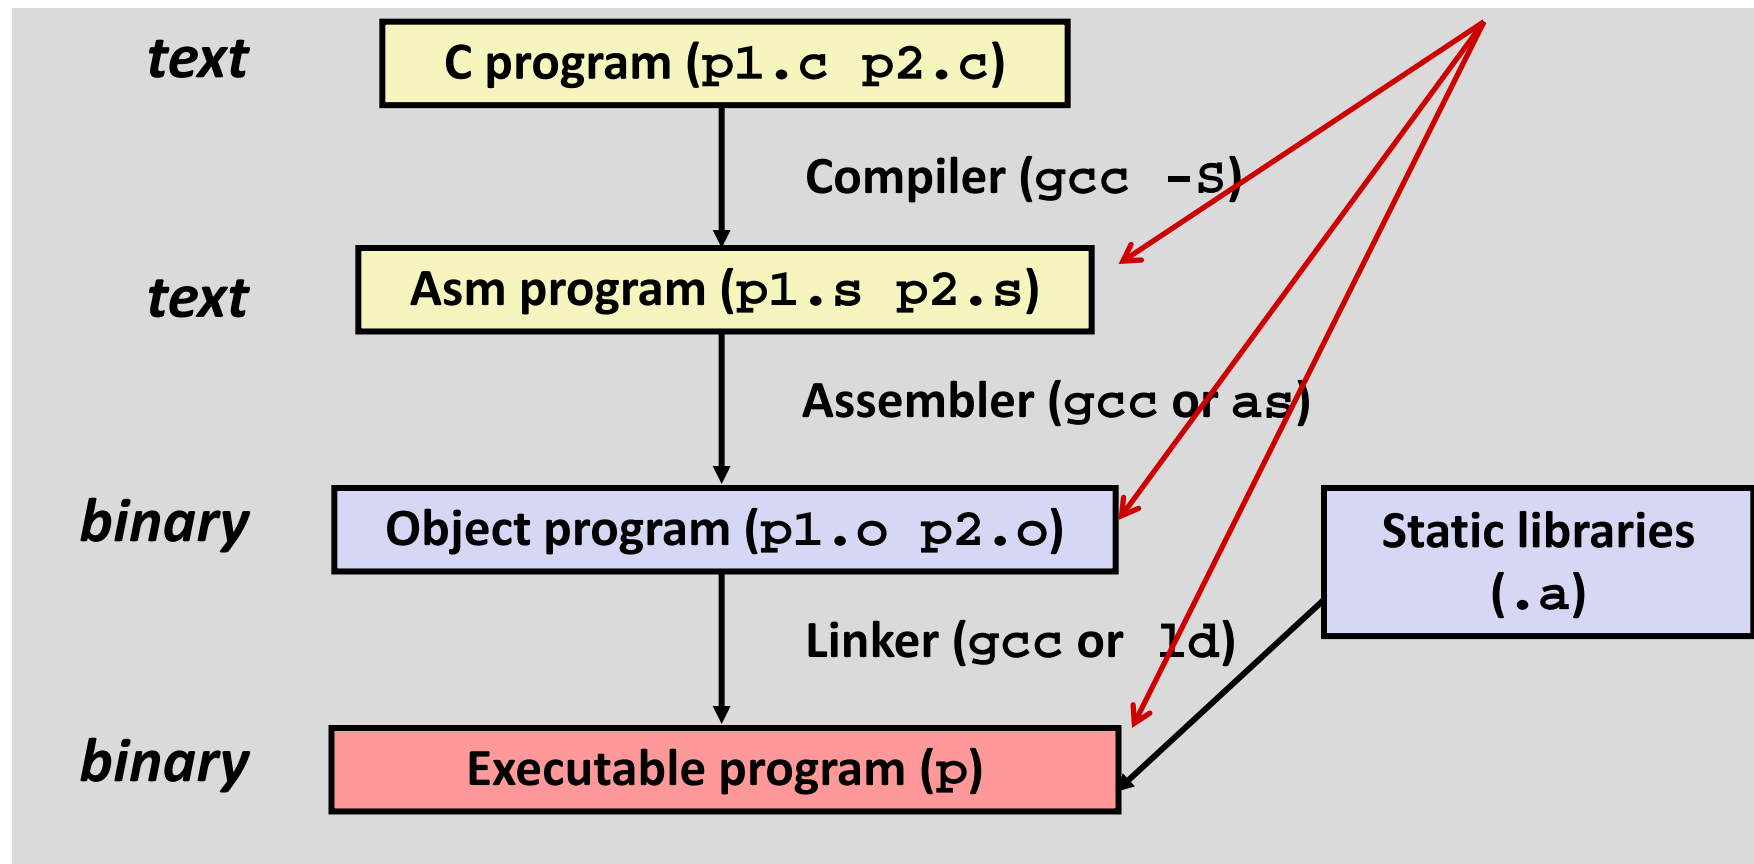 text
C program (p1.c p2.c)
Compiler (gcc -S)
text
Asm program (p1.s p2.s)
Assembler (gcc or as)
binary
Object program (p1.o p2.o)
Static libraries
(.a)
Linker (gcc or ld)
binary
Executable program (p)